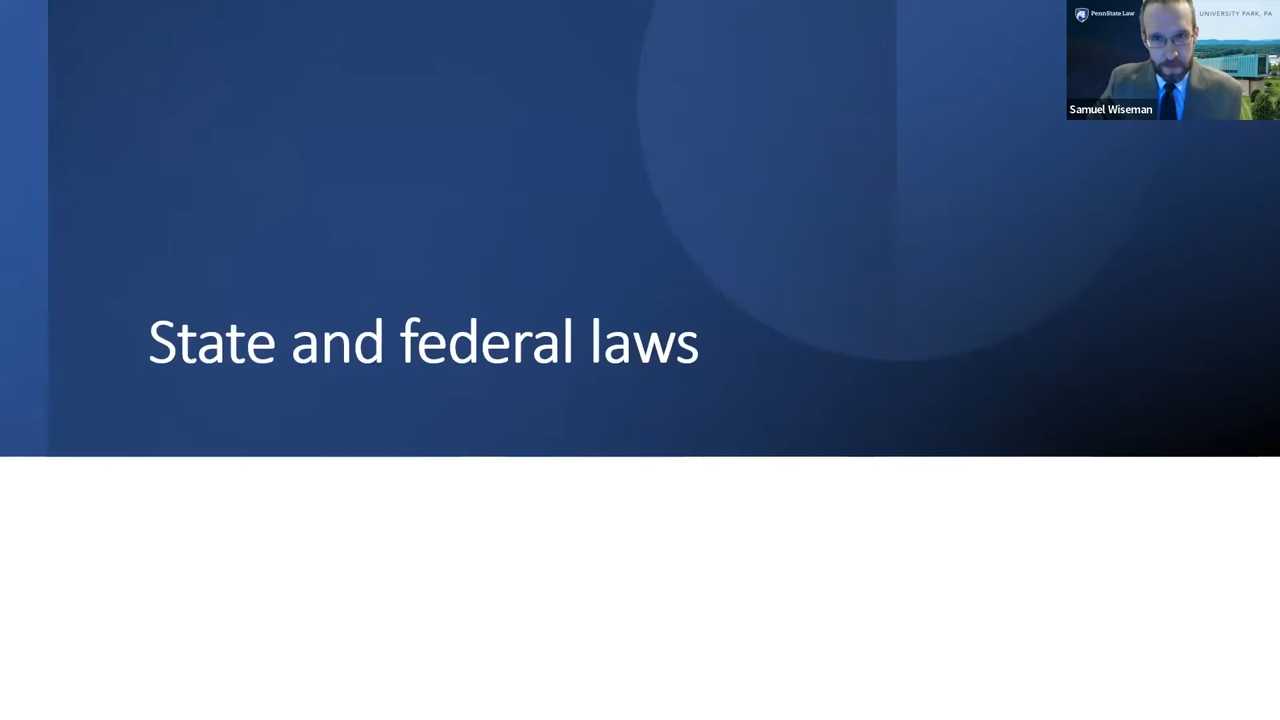 PennState Law
UNIVERSITY PARK, PA
Samuel Wiseman
State and federal laws